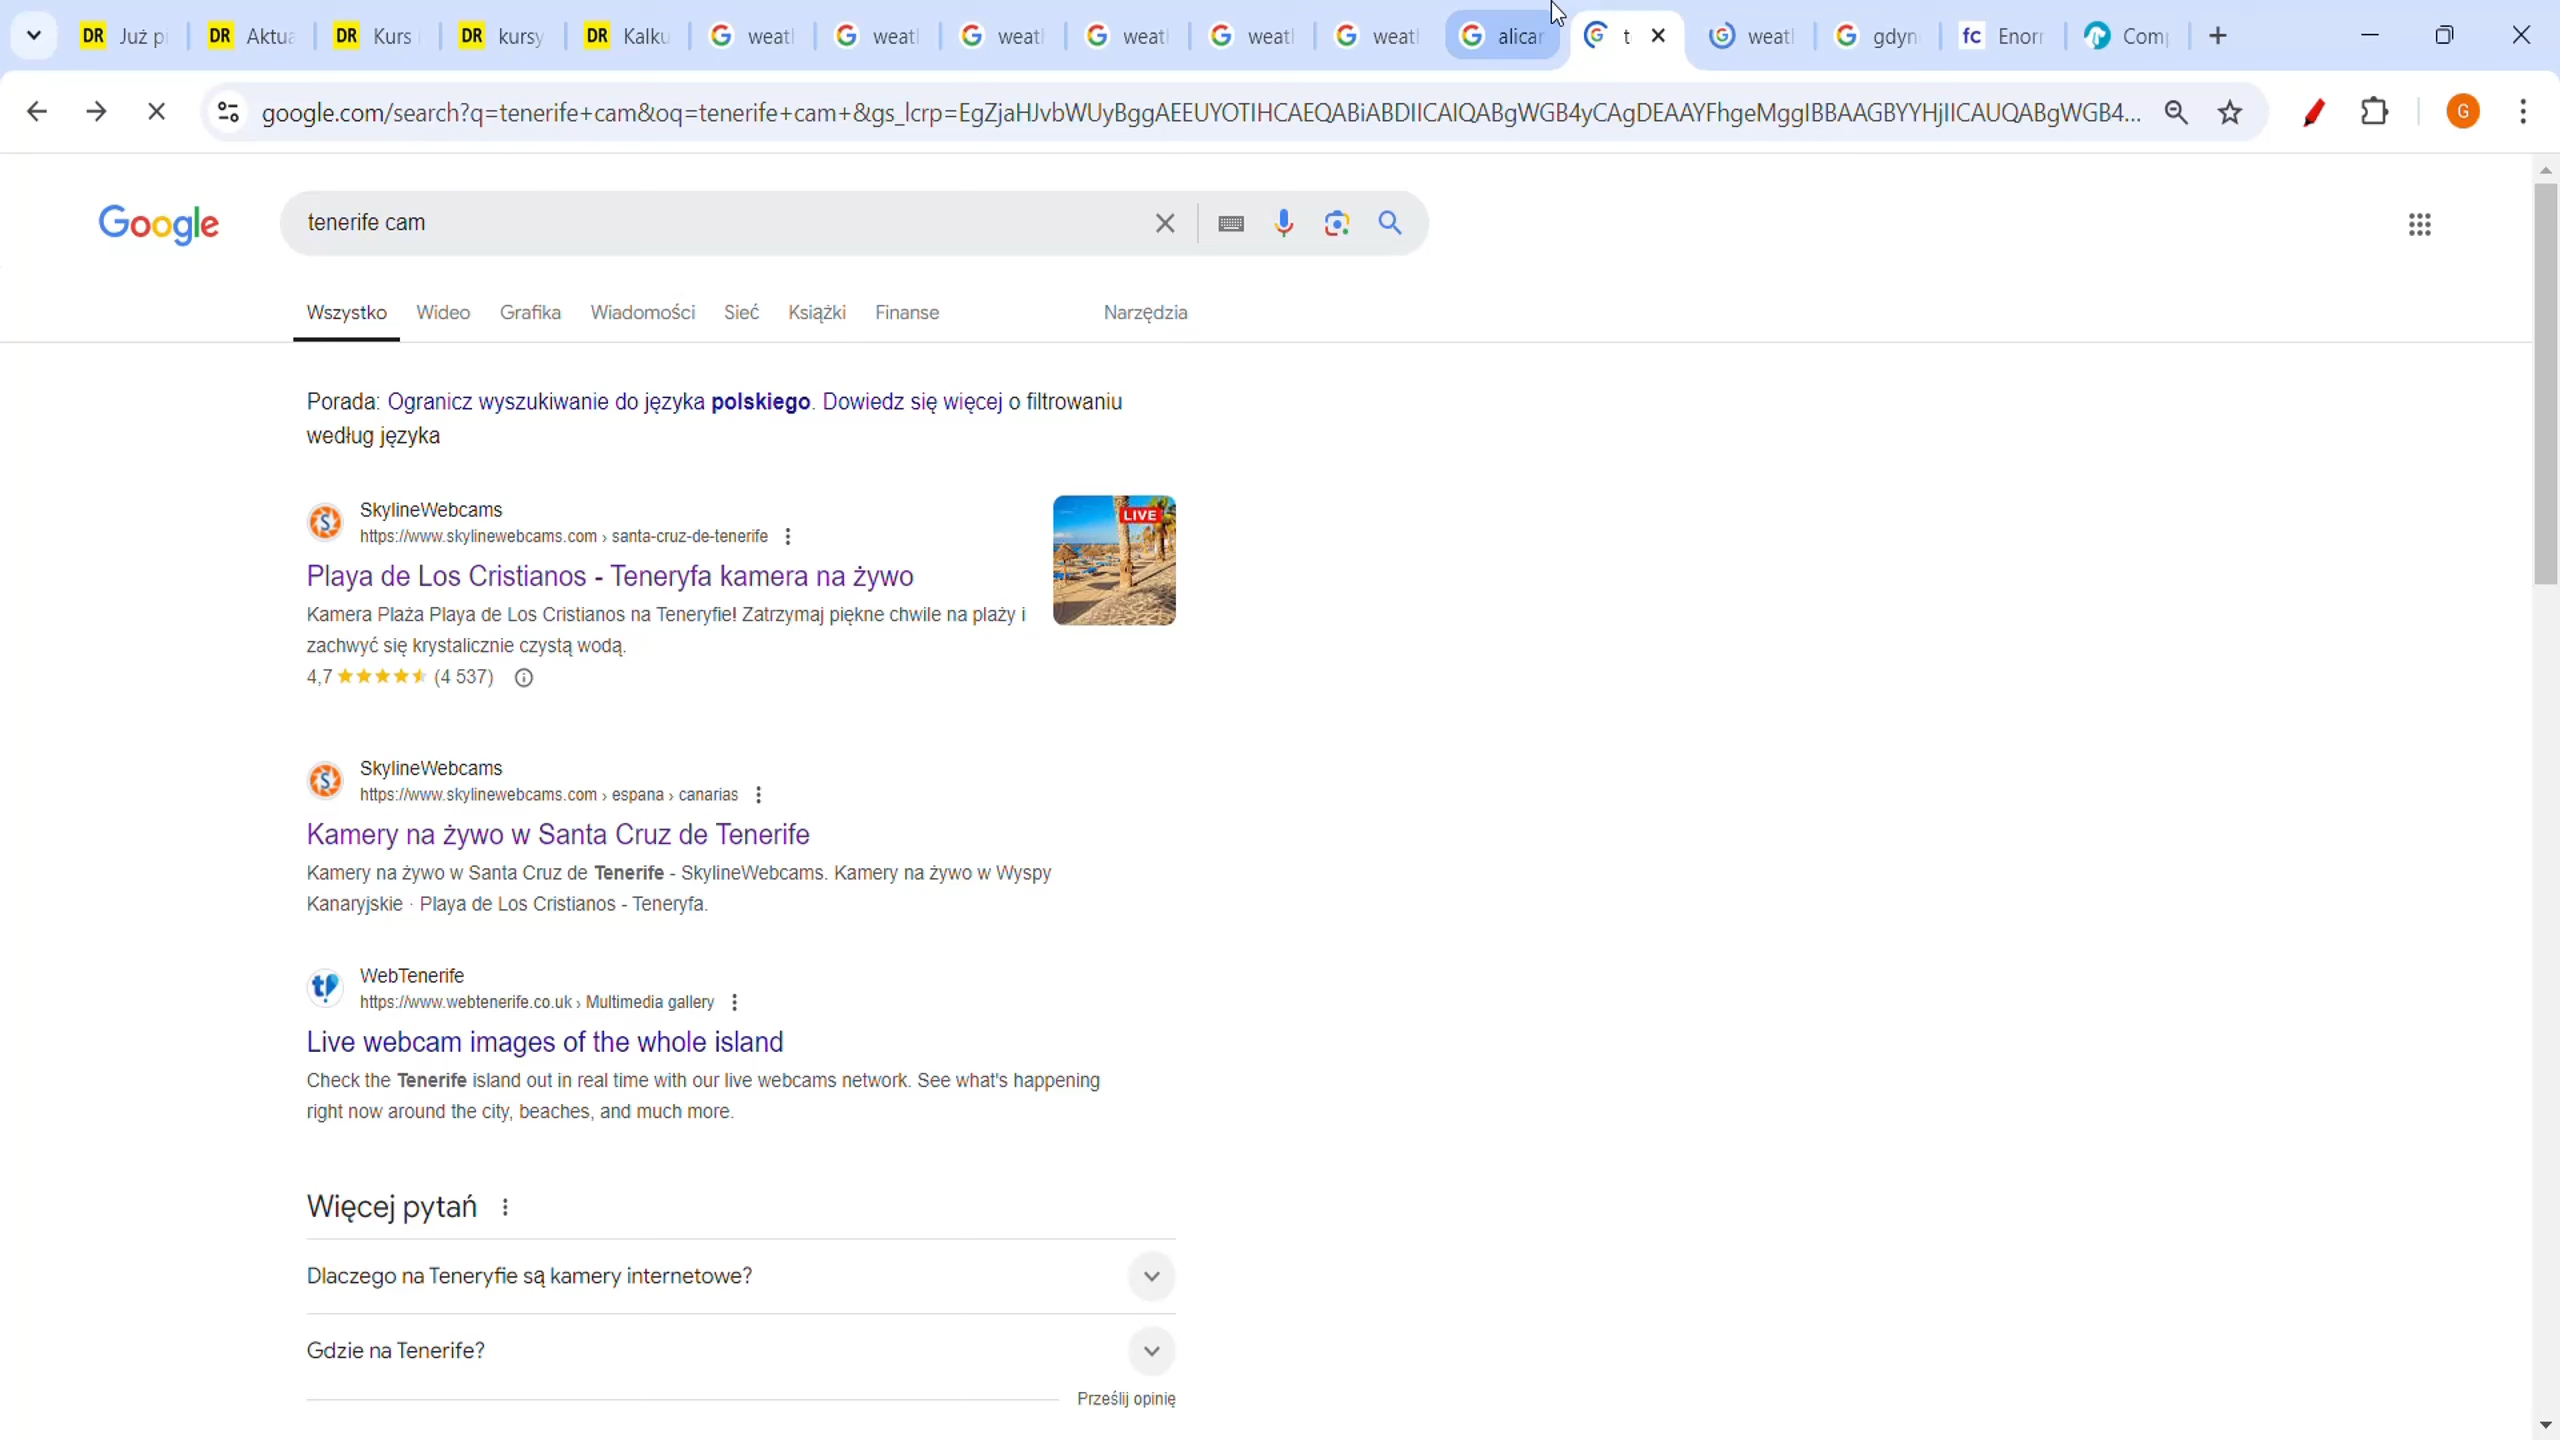 DR Już p DR Aktua DR Kurs DR kursy DR Kalku weat weat weat weat weat weat alicar t weat gdyn fc Enorm Comp
google.com/search?q=tenerife+cam&oq=tenerife+cam+&gs_lcrp=EgZjaHJvbWUyBggAEEUYOTIHCAEQABiABDIICAIQABgWGB4yCAgDEAAYFhgeMggIBBAAGBYYHjIICAUQABgWGB4... G
Google tenerife cam
Wszystko Wideo Grafika Wiadomości Sieć Książki Finanse Narzędzia
Porada: Ogranicz wyszukiwanie do języka polskiego. Dowiedz się więcej o filtrowaniu
według języka
SkylineWebcams
https://www.skylinewebcams.com › santa-cruz-de-tenerife
LIVE
Playa de Los Cristianos - Teneryfa kamera na żywo
Kamera Plaża Playa de Los Cristianos na Teneryfie! Zatrzymaj piękne chwile na plaży i
zachwyć się krystalicznie czystą wodą.
4,7 (4 537)
SkylineWebcams
https://www.skylinewebcams.com › espana › canarias
Kamery na żywo w Santa Cruz de Tenerife
Kamery na żywo w Santa Cruz de Tenerife - SkylineWebcams. Kamery na żywo w Wyspy
Kanaryjskie · Playa de Los Cristianos - Teneryfa.
WebTenerife
https://www.webtenerife.co.uk › Multimedia gallery
Live webcam images of the whole island
Check the Tenerife island out in real time with our live webcams network. See what's happening
right now around the city, beaches, and much more.
Więcej pytań
Dlaczego na Teneryfie są kamery internetowe?
Gdzie na Tenerife?
Prześlij opinię